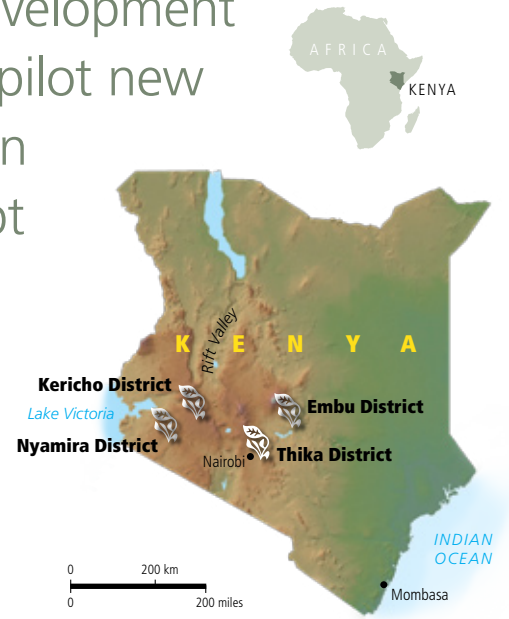 velopment
pilot new
n
AFRICA
KENYA
KENYA
Rift Valley
Kericho District
Lake Victoria
Embu District
Nyamira District
Nairobi
Thika District
INDIAN
OCEAN
Mombasa
0 200 km
0 200 miles